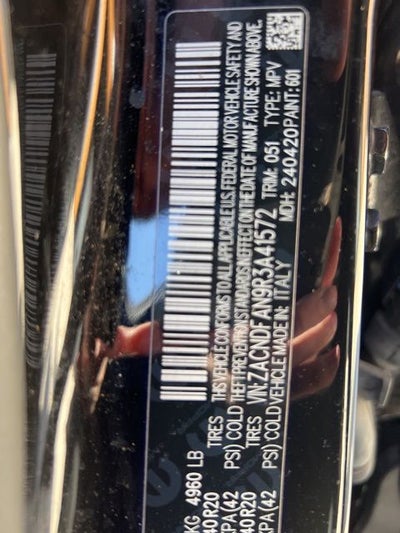 KG 4960 LB
40R20 TIRES THIS VEHICLE CONFORMS TO ALL APPLICABLE U.S. FEDERAL MOTOR VEHICLE SAFETY AND
KPA(42 PSI) COLD THEFT PREVENTION STANDARDS IN EFFECT ON THE DATE OF MANUFACTURE SHOWN ABOVE.
40R20 TIRES VIN: ZACNDFAN9R3A41572 TRIM: 051 TYPE: MPV
KPA(42 PSI) COLD VEHICLE MADE IN: ITALY MDH: 240420 PAINT: 601